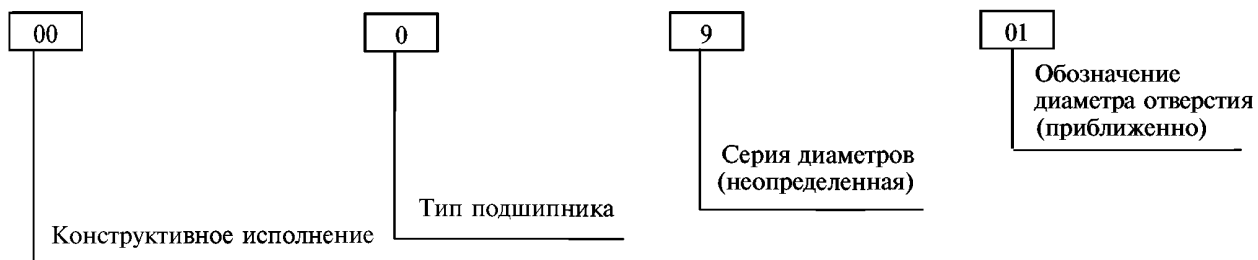 00
0
9
01
Обозначение
диаметра отверстия
(приближенно)
Серия диаметров
(неопределенная)
Тип подшипника
Конструктивное исполнение